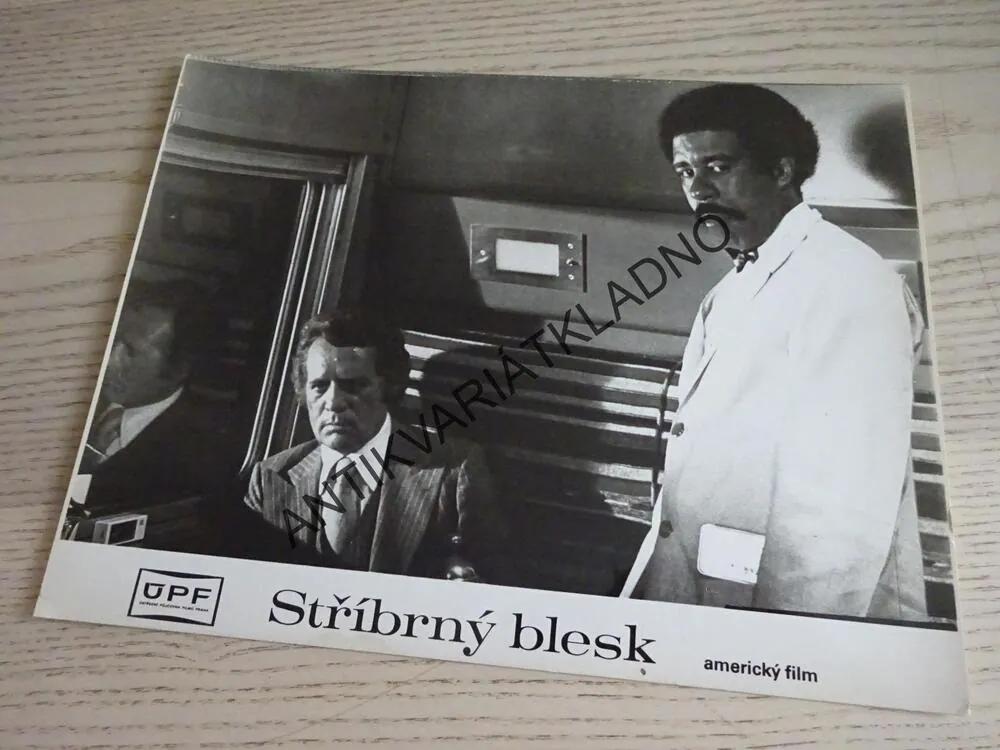 ANTIKVARIÁTKLADNO
ÚPF
ÚSTŘEDNÍ PŮJČOVNA FILMŮ PRAHA
Stříbrný blesk
americký film